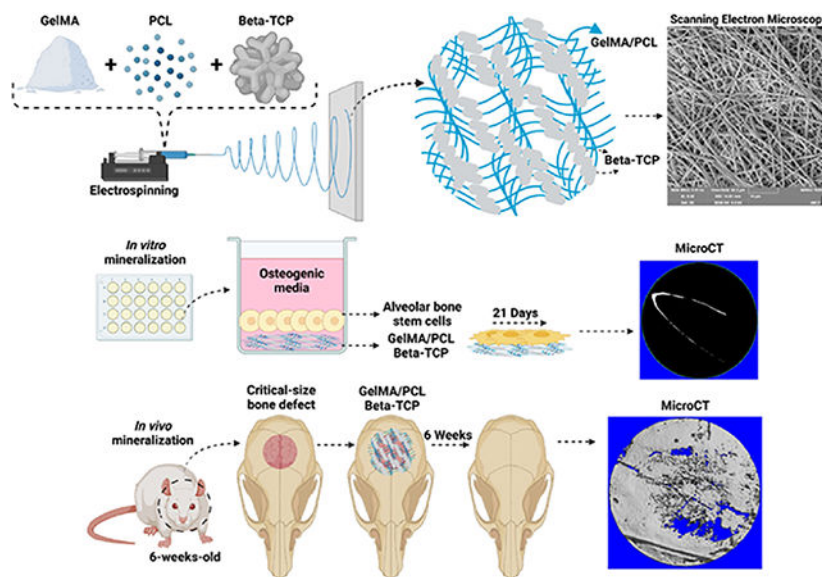 GelMA
PCL
Beta-TCP
+
+
Electrospinning
GelMA/PCL
Beta-TCP
Scanning Electron Microscop
In vitro
mineralization
Osteogenic
media
Alveolar bone
stem cells
GelMA/PCL
Beta-TCP
21 Days
MicroCT
In vivo
mineralization
6-weeks-old
Critical-size
bone defect
GelMA/PCL
Beta-TCP
6 Weeks
MicroCT